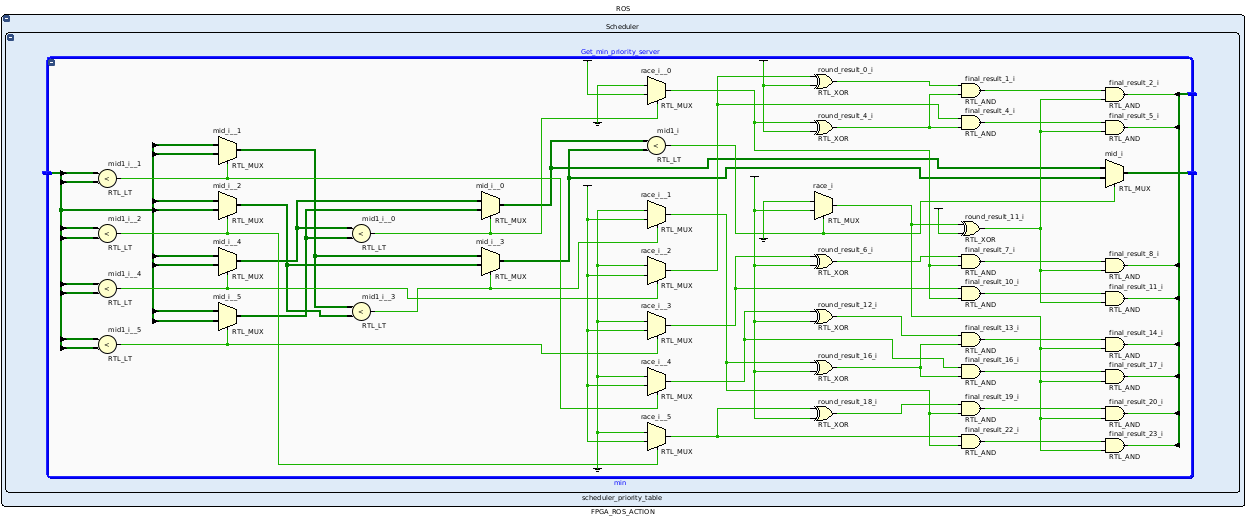 ROS
Scheduler
Get_min_priority_server
race_i__0
RTL_MUX
round_result_0_i
RTL_XOR
final_result_1_i
RTL_AND
final_result_2_i
RTL_AND
round_result_4_i
RTL_XOR
final_result_4_i
RTL_AND
final_result_5_i
RTL_AND
mid_i__1
RTL_MUX
mid1_i
<
RTL_LT
mid_i
RTL_MUX
mid1_i__1
<
RTL_LT
mid_i__2
RTL_MUX
mid_i__0
RTL_MUX
race_i__1
RTL_MUX
race_i
RTL_MUX
mid1_i__2
<
RTL_LT
mid1_i__0
<
RTL_LT
round_result_11_i
RTL_XOR
mid_i__4
RTL_MUX
mid_i__3
RTL_MUX
race_i__2
RTL_MUX
round_result_6_i
RTL_XOR
final_result_7_i
RTL_AND
final_result_8_i
RTL_AND
mid1_i__4
<
RTL_LT
final_result_10_i
RTL_AND
final_result_11_i
RTL_AND
mid_i__5
RTL_MUX
mid1_i__3
<
RTL_LT
race_i__3
RTL_MUX
round_result_12_i
RTL_XOR
final_result_13_i
RTL_AND
final_result_14_i
RTL_AND
mid1_i__5
<
RTL_LT
race_i__4
RTL_MUX
round_result_16_i
RTL_XOR
final_result_16_i
RTL_AND
final_result_17_i
RTL_AND
race_i__5
RTL_MUX
round_result_18_i
RTL_XOR
final_result_19_i
RTL_AND
final_result_20_i
RTL_AND
final_result_22_i
RTL_AND
final_result_23_i
RTL_AND
min
scheduler_priority_table
FPGA_ROS_ACTION